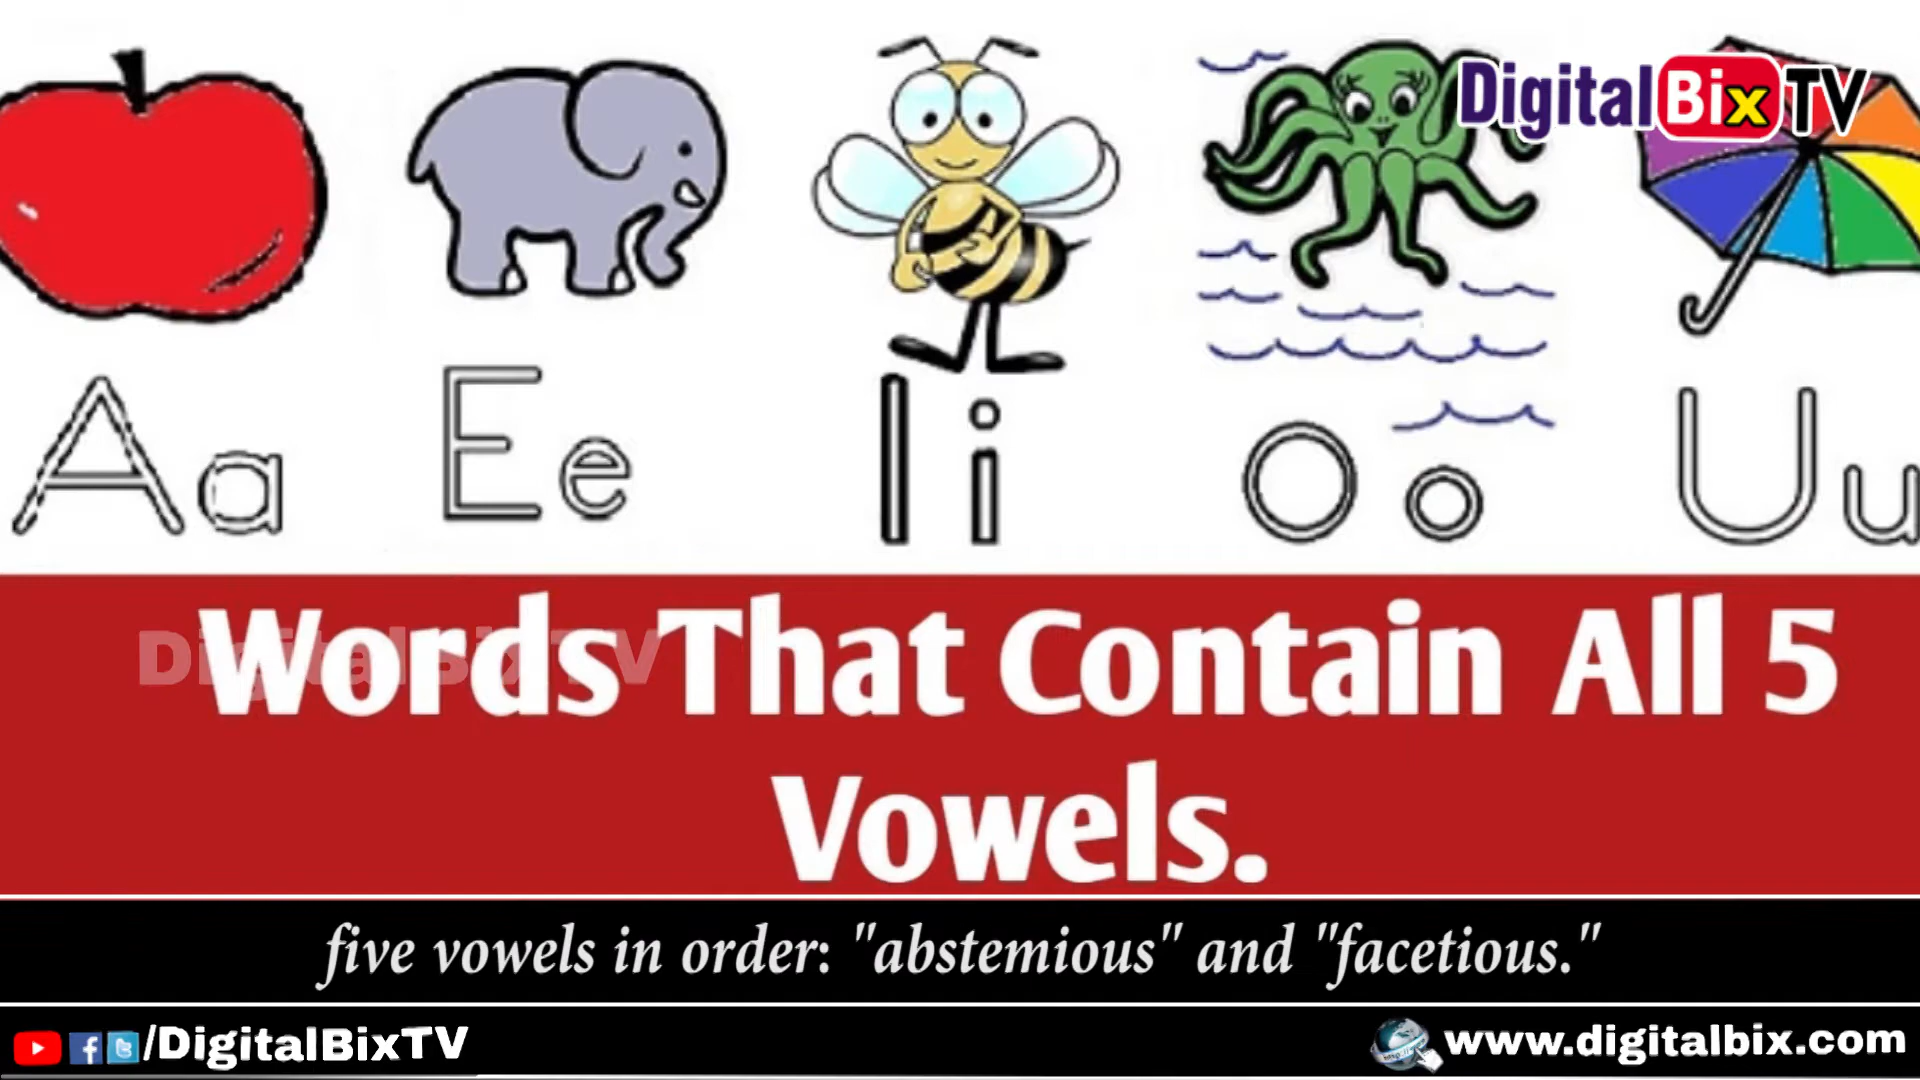 DigitalBixTV
Aa Ee Ii Oo Uu
DigitalBixTV
Words That Contain All 5
Vowels.
five vowels in order: "abstemious" and "facetious."
/DigitalBixTV
www.digitalbix.com